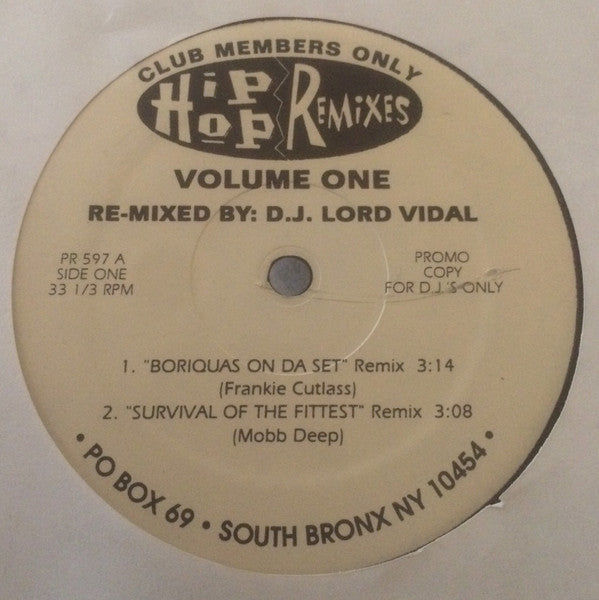 CLUB MEMBERS ONLY
HiP HOP REMiXES
VOLUME ONE
RE-MIXED BY: D.J. LORD VIDAL
PR 597 A
SIDE ONE
33 1/3 RPM
PROMO
COPY
FOR D.J.'S ONLY
1. "BORIQUAS ON DA SET" Remix 3:14
(Frankie Cutlass)
2. "SURVIVAL OF THE FITTEST" Remix 3:08
(Mobb Deep)
• PO BOX 69 • SOUTH BRONX NY 10454 •